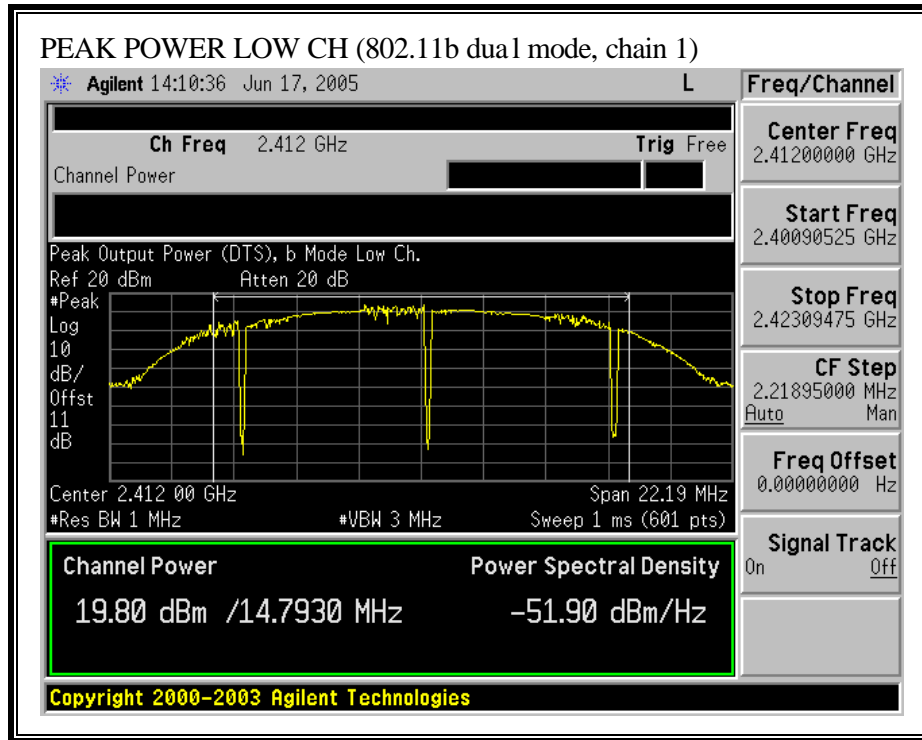 PEAK POWER LOW CH (802.11b dual mode, chain 1)
Agilent 14:10:36 Jun 17, 2005 L
Freq/Channel
Ch Freq 2.412 GHz Trig Free
Channel Power
Center Freq
2.41200000 GHz
Start Freq
2.40090525 GHz
Stop Freq
2.42309475 GHz
CF Step
2.21895000 MHz
Auto Man
Freq Offset
0.00000000 Hz
Signal Track
On Off
Peak Output Power (DTS), b Mode Low Ch.
Ref 20 dBm Atten 20 dB
#Peak
Log
10
dB/
Offst
11
dB
Center 2.412 00 GHz Span 22.19 MHz
#Res BW 1 MHz #VBW 3 MHz Sweep 1 ms (601 pts)
Channel Power Power Spectral Density
19.80 dBm /14.7930 MHz -51.90 dBm/Hz
Copyright 2000-2003 Agilent Technologies